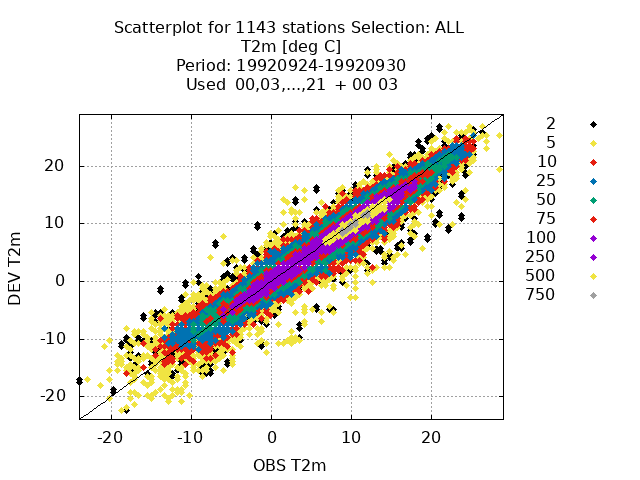 Scatterplot for 1143 stations Selection: ALL
T2m [deg C]
Period: 19920924-19920930
Used 00,03,...,21 + 00 03
2
5
10
25
50
75
100
250
500
750
20
10
0
-10
-20
DEV T2m
-20 -10 0 10 20
OBS T2m